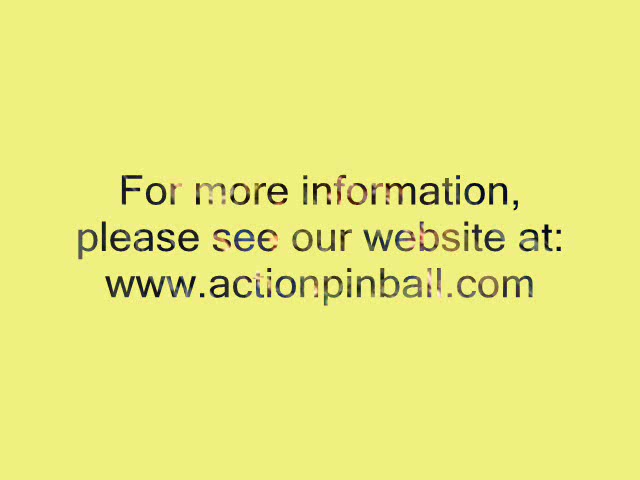 For more information,
please see our website at:
www.actionpinball.com